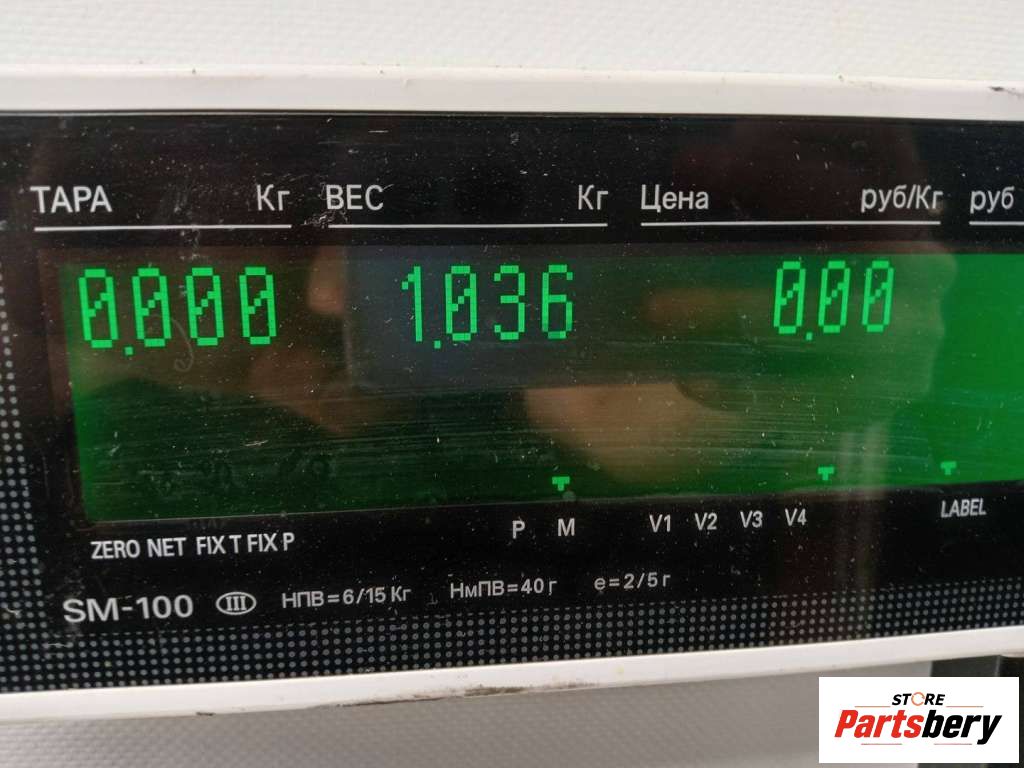 ТАРА Кг ВЕС Кг Цена руб/Кг руб
0.000 1.036 0.00
P M V1 V2 V3 V4 LABEL
ZERO NET FIX T FIX P
SM-100 III НПВ=6/15 Кг НмПВ=40 г e=2/5 г
STORE
Partsbery